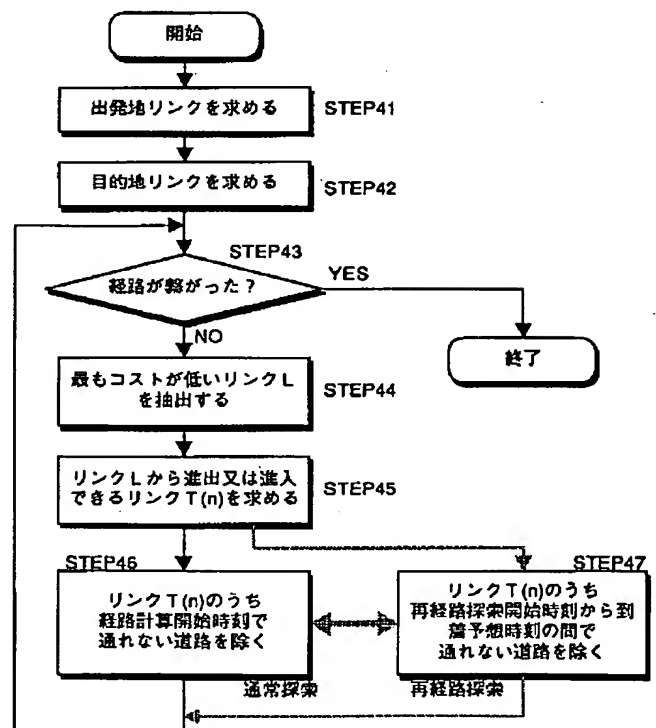 開始
出発地リンクを求める
STEP41
目的地リンクを求める
STEP42
STEP43
経路が繋がった？
YES
NO
終了
最もコストが低いリンクL
を抽出する
STEP44
リンクLから進出又は進入
できるリンクT(n)を求める
STEP45
STEP46
リンクT(n)のうち
経路計算開始時刻で
通れない道路を除く
通常探索
STEP47
リンクT(n)のうち
再経路探索開始時刻から到
着予想時刻の間で
通れない道路を除く
再経路探索